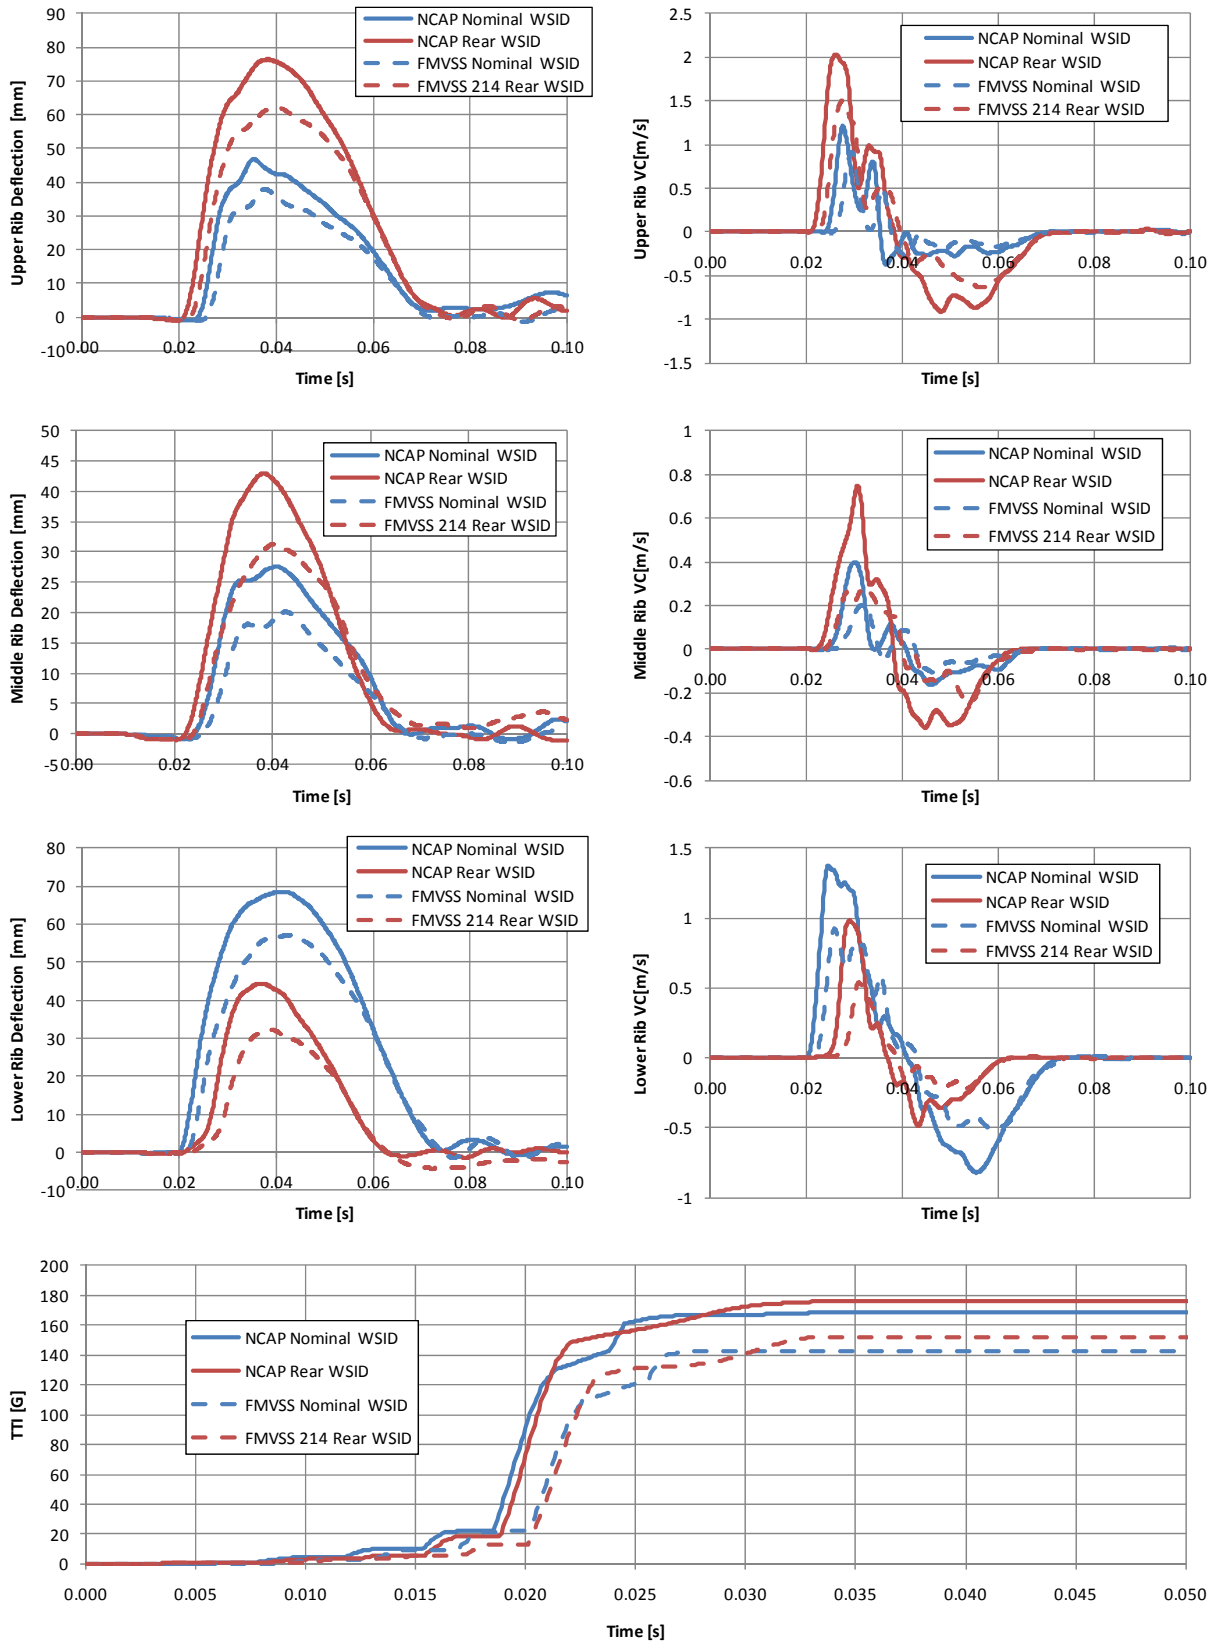 Upper Rib Deflection [mm]
90
80
70
60
50
40
30
20
10
0
-10
0.00 0.02 0.04 0.06 0.08 0.10
Time [s]
NCAP Nominal WSID
NCAP Rear WSID
FMVSS Nominal WSID
FMVSS 214 Rear WSID
Upper Rib VC[m/s]
2.5
2
1.5
1
0.5
0
-0.5
-1
-1.5
0.00 0.02 0.04 0.06 0.08 0.10
Time [s]
NCAP Nominal WSID
NCAP Rear WSID
FMVSS Nominal WSID
FMVSS 214 Rear WSID
Middle Rib Deflection [mm]
50
45
40
35
30
25
20
15
10
5
0
-5
0.00 0.02 0.04 0.06 0.08 0.10
Time [s]
NCAP Nominal WSID
NCAP Rear WSID
FMVSS Nominal WSID
FMVSS 214 Rear WSID
Middle Rib VC[m/s]
1
0.8
0.6
0.4
0.2
0
-0.2
-0.4
-0.6
0.00 0.02 0.04 0.06 0.08 0.10
Time [s]
NCAP Nominal WSID
NCAP Rear WSID
FMVSS Nominal WSID
FMVSS 214 Rear WSID
Lower Rib Deflection [mm]
80
70
60
50
40
30
20
10
0
-10
0.00 0.02 0.04 0.06 0.08 0.10
Time [s]
NCAP Nominal WSID
NCAP Rear WSID
FMVSS Nominal WSID
FMVSS 214 Rear WSID
Lower Rib VC[m/s]
1.5
1
0.5
0
-0.5
-1
0.00 0.02 0.04 0.06 0.08 0.10
Time [s]
NCAP Nominal WSID
NCAP Rear WSID
FMVSS Nominal WSID
FMVSS 214 Rear WSID
TTI [G]
200
180
160
140
120
100
80
60
40
20
0
0.000 0.005 0.010 0.015 0.020 0.025 0.030 0.035 0.040 0.045 0.050
Time [s]
NCAP Nominal WSID
NCAP Rear WSID
FMVSS Nominal WSID
FMVSS 214 Rear WSID